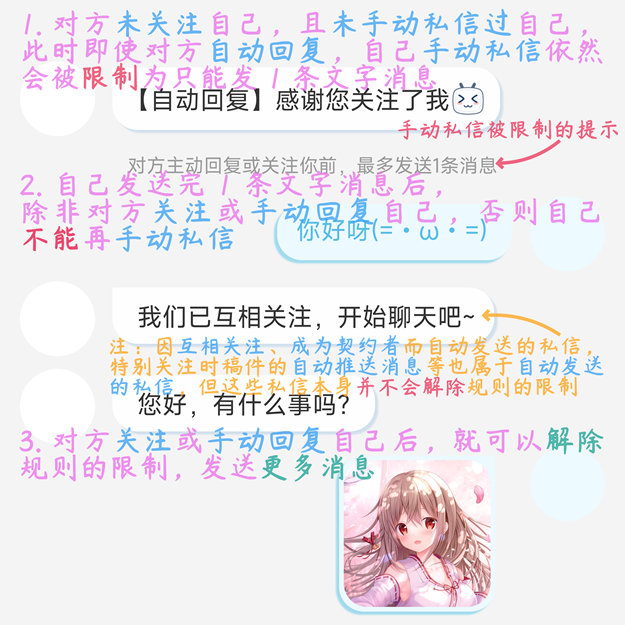 1. 对方未关注自己，且未手动私信过自己，
此时即使对方自动回复，自己手动私信依然
会被限制为只能发 1 条文字消息
【自动回复】感谢您关注了我
手动私信被限制的提示
对方主动回复或关注你前，最多发送1条消息
2. 自己发送完 1 条文字消息后，
除非对方关注或手动回复自己，否则自己
不能再手动私信
你好呀(=・ω・=)
我们已互相关注，开始聊天吧~
注：因互相关注、成为契约者而自动发送的私信，
特别关注时稿件的自动推送消息等也属于自动发送
的私信，但这些私信本身并不会解除规则的限制
您好，有什么事吗？
3. 对方关注或手动回复自己后，就可以解除
规则的限制，发送更多消息